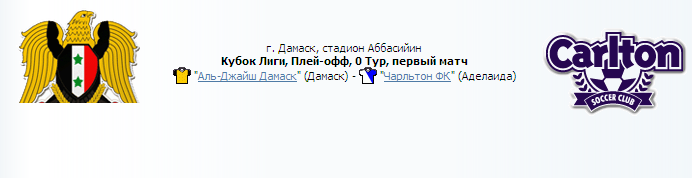 г. Дамаск, стадион Аббасийин
Кубок Лиги, Плей-офф, 0 Тур, первый матч
"Аль-Джайш Дамаск" (Дамаск) - "Чарльтон ФК" (Аделаида)
Carlton
SOCCER CLUB